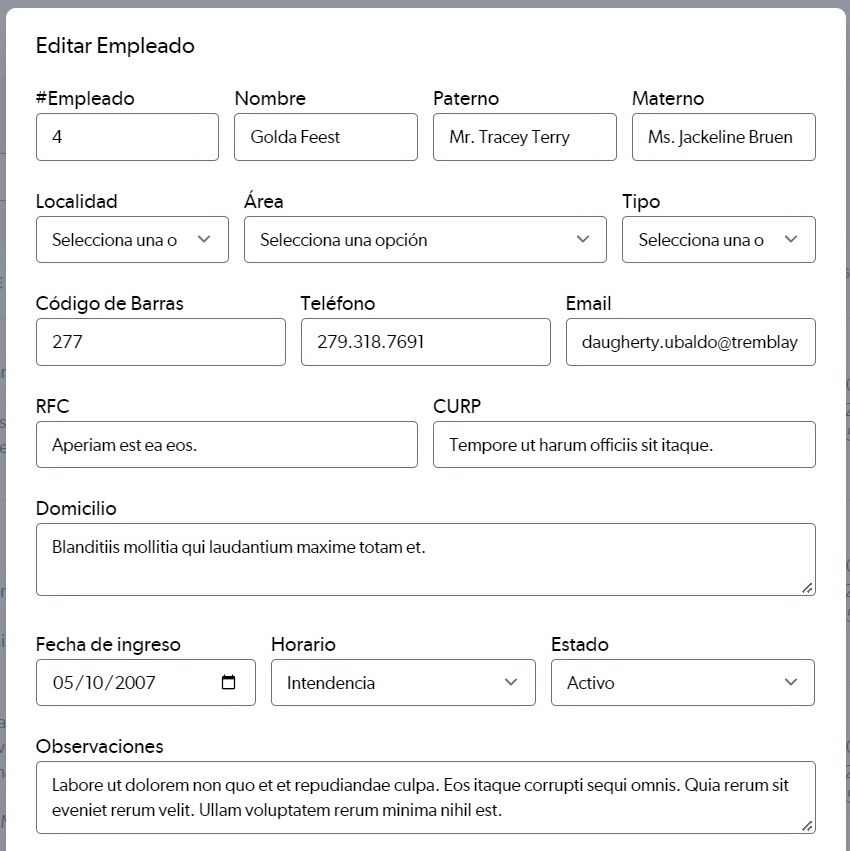 Editar Empleado
#Empleado Nombre Paterno Materno
4 Golda Feest Mr. Tracey Terry Ms. Jackeline Bruen
Localidad Área Tipo
Selecciona una o Selecciona una opción Selecciona una o
Código de Barras Teléfono Email
277 279.318.7691 daugherty.ubaldo@tremblay
RFC CURP
Aperiam est ea eos. Tempore ut harum officiis sit itaque.
Domicilio
Blanditiis mollitia qui laudantium maxime totam et.
Fecha de ingreso Horario Estado
05/10/2007 Intendencia Activo
Observaciones
Labore ut dolorem non quo et et repudiandae culpa. Eos itaque corrupti sequi omnis. Quia rerum sit
eveniet rerum velit. Ullam voluptatem rerum minima nihil est.